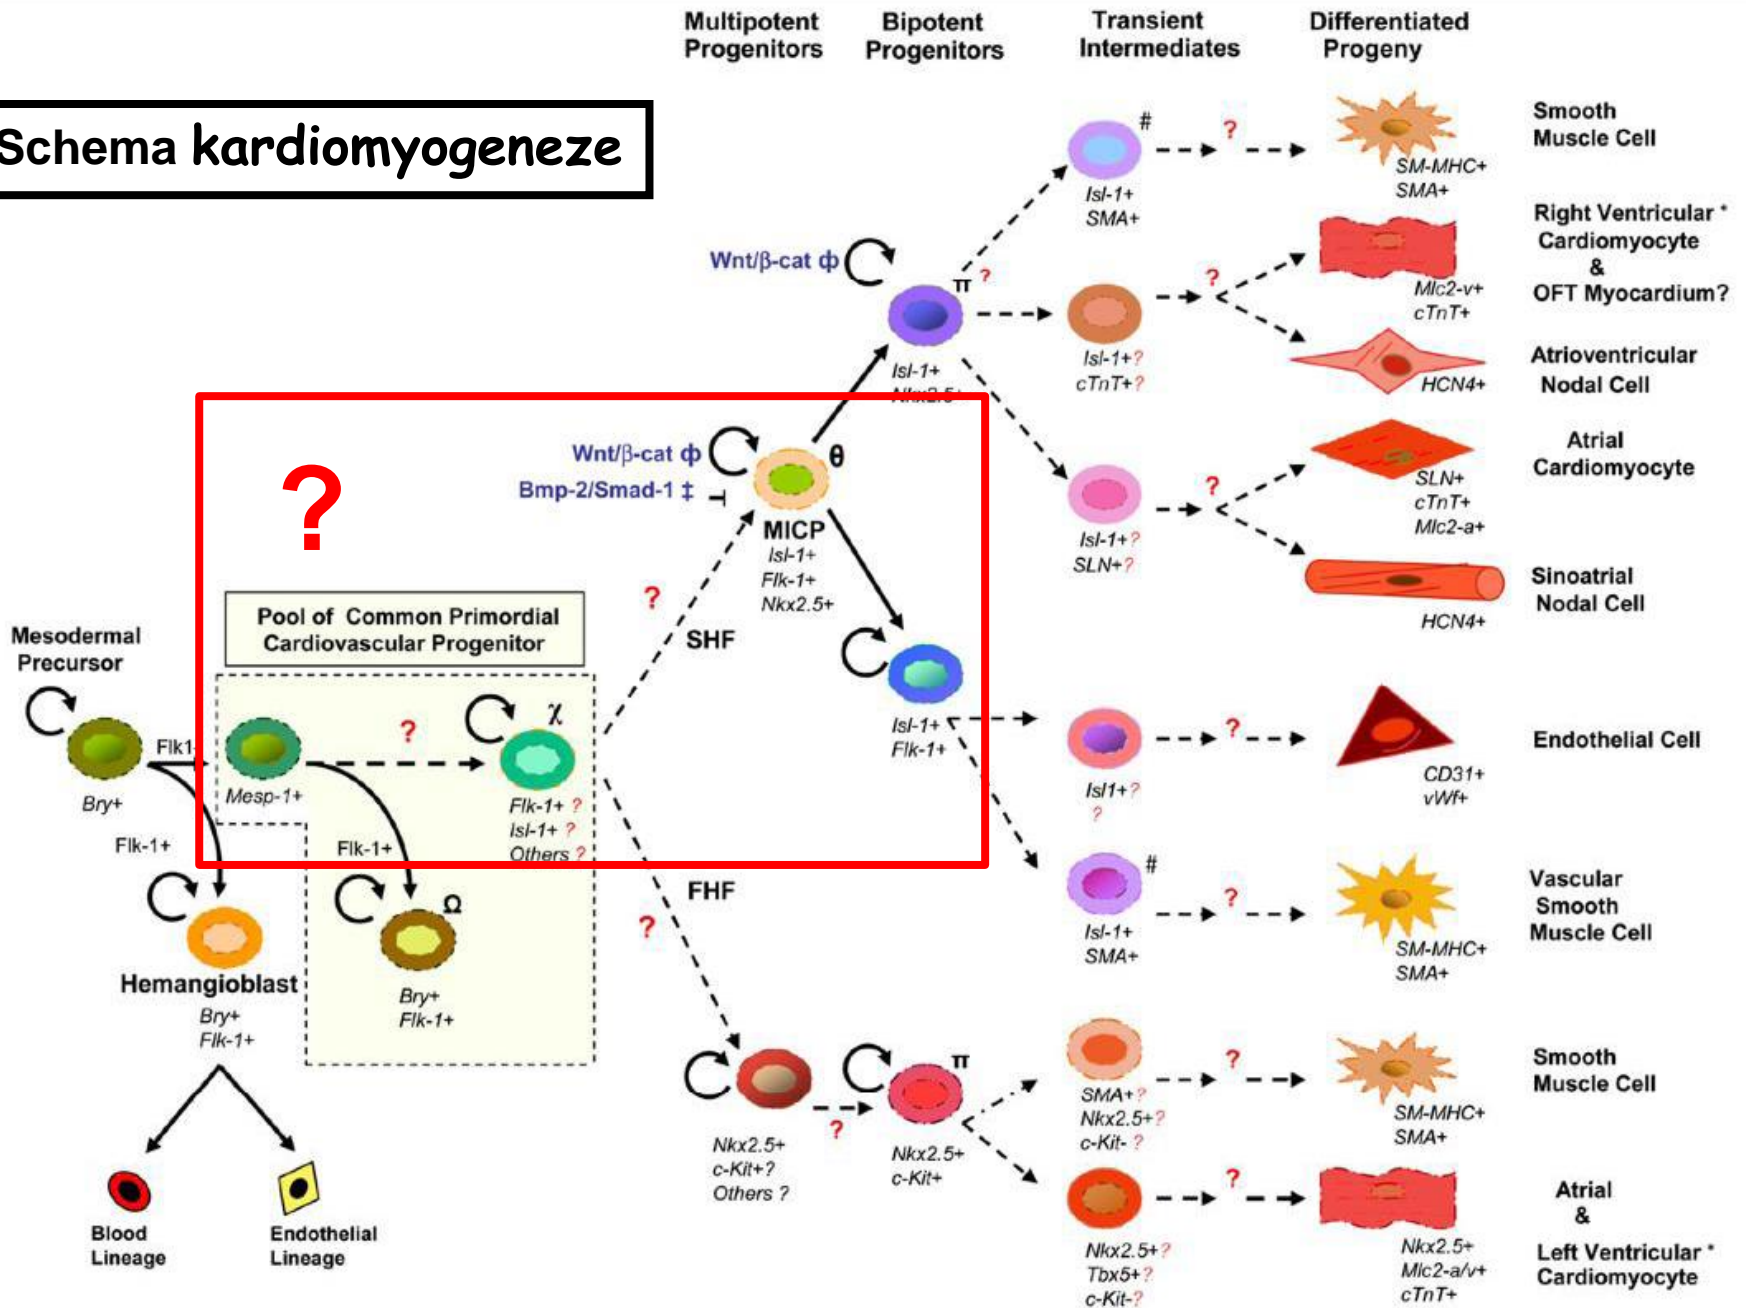 Multipotent
Progenitors
Bipotent
Progenitors
Transient
Intermediates
Differentiated
Progeny
Schema kardiomyogeneze
#
?
Isl-1+
SMA+
SM-MHC+
SMA+
Smooth
Muscle Cell
Wnt/β-cat ф
π ?
Isl-1+
Nkx2.5+
Isl-1+?
cTnT+?
?
Mlc2-v+
cTnT+
Right Ventricular *
Cardiomyocyte
&
OFT Myocardium?
HCN4+
Atrioventricular
Nodal Cell
?
Wnt/β-cat ф
Bmp-2/Smad-1 ‡
θ
MICP
Isl-1+
Flk-1+
Nkx2.5+
Isl-1+?
SLN+?
?
SLN+
cTnT+
Mlc2-a+
Atrial
Cardiomyocyte
HCN4+
Sinoatrial
Nodal Cell
Pool of Common Primordial
Cardiovascular Progenitor
?
SHF
Mesodermal
Precursor
Bry+
Flk1
Mesp-1+
?
χ
Flk-1+ ?
Isl-1+ ?
Others ?
Isl-1+
Flk-1+
Isl1+?
?
?
CD31+
vWf+
Endothelial Cell
Flk-1+
Flk-1+
Ω
Hemangioblast
Bry+
Flk-1+
Bry+
Flk-1+
Blood
Lineage
Endothelial
Lineage
FHF
?
#
Isl-1+
SMA+
?
SM-MHC+
SMA+
Vascular
Smooth
Muscle Cell
Nkx2.5+
c-Kit+?
Others ?
?
π
Nkx2.5+
c-Kit+
SMA+?
Nkx2.5+?
c-Kit- ?
?
SM-MHC+
SMA+
Smooth
Muscle Cell
Nkx2.5+?
Tbx5+?
c-Kit-?
?
Nkx2.5+
Mlc2-a/v+
cTnT+
Atrial
&
Left Ventricular *
Cardiomyocyte